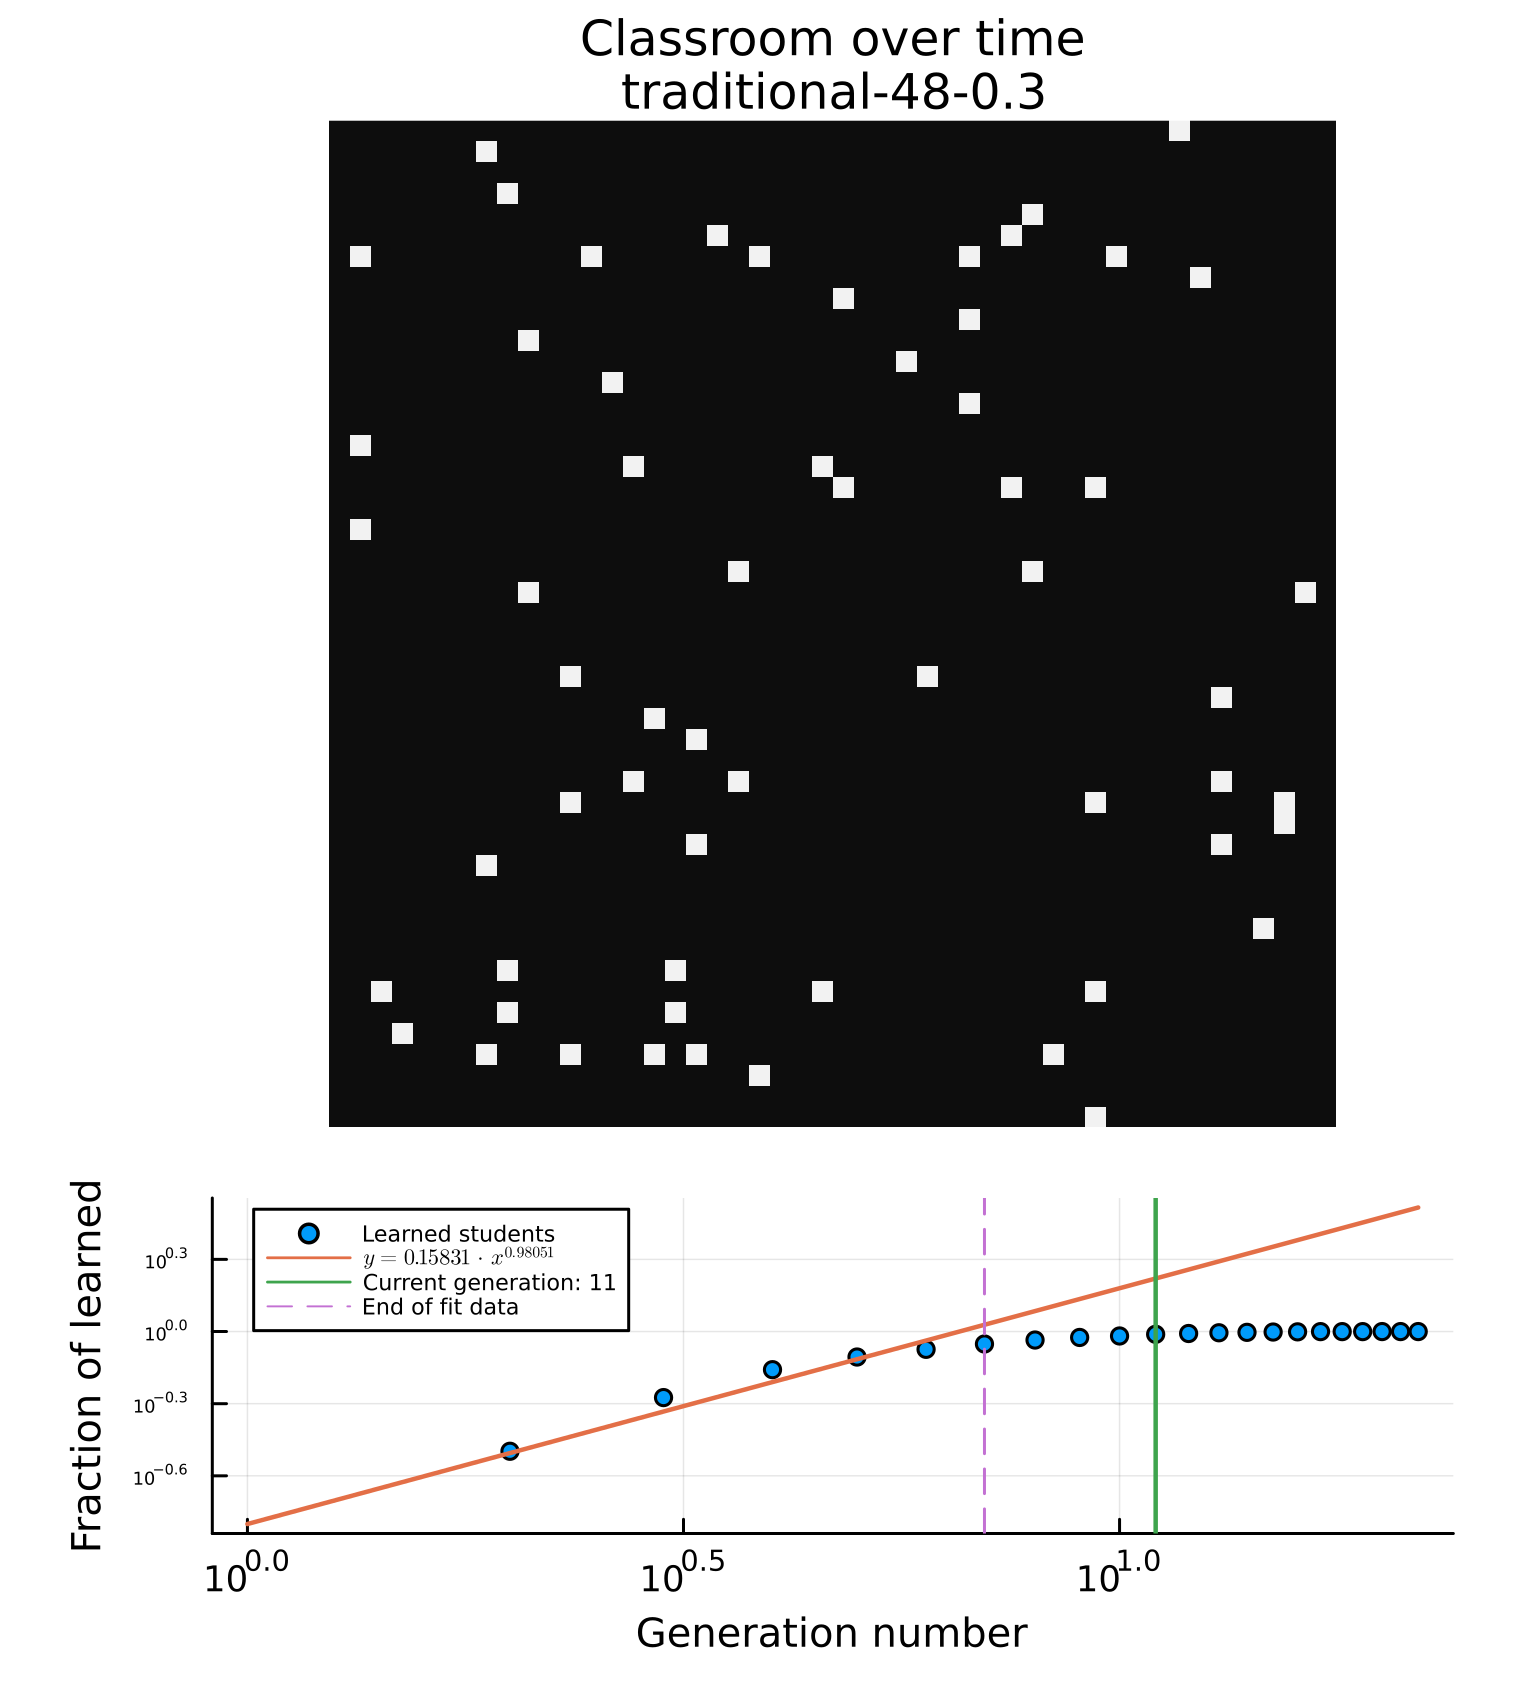 Classroom over time
traditional-48-0.3
Fraction of learned
10^0.3
10^0.0
10^−0.3
10^−0.6
Learned students
y = 0.15831 · x^0.98051
Current generation: 11
End of fit data
10^0.0 10^0.5 10^1.0
Generation number